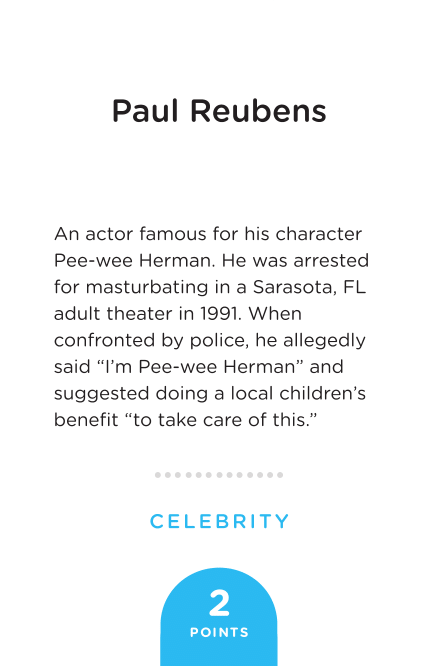 Paul Reubens
An actor famous for his character
Pee-wee Herman. He was arrested
for masturbating in a Sarasota, FL
adult theater in 1991. When
confronted by police, he allegedly
said “I’m Pee-wee Herman” and
suggested doing a local children’s
benefit “to take care of this.”
CELEBRITY
2
POINTS